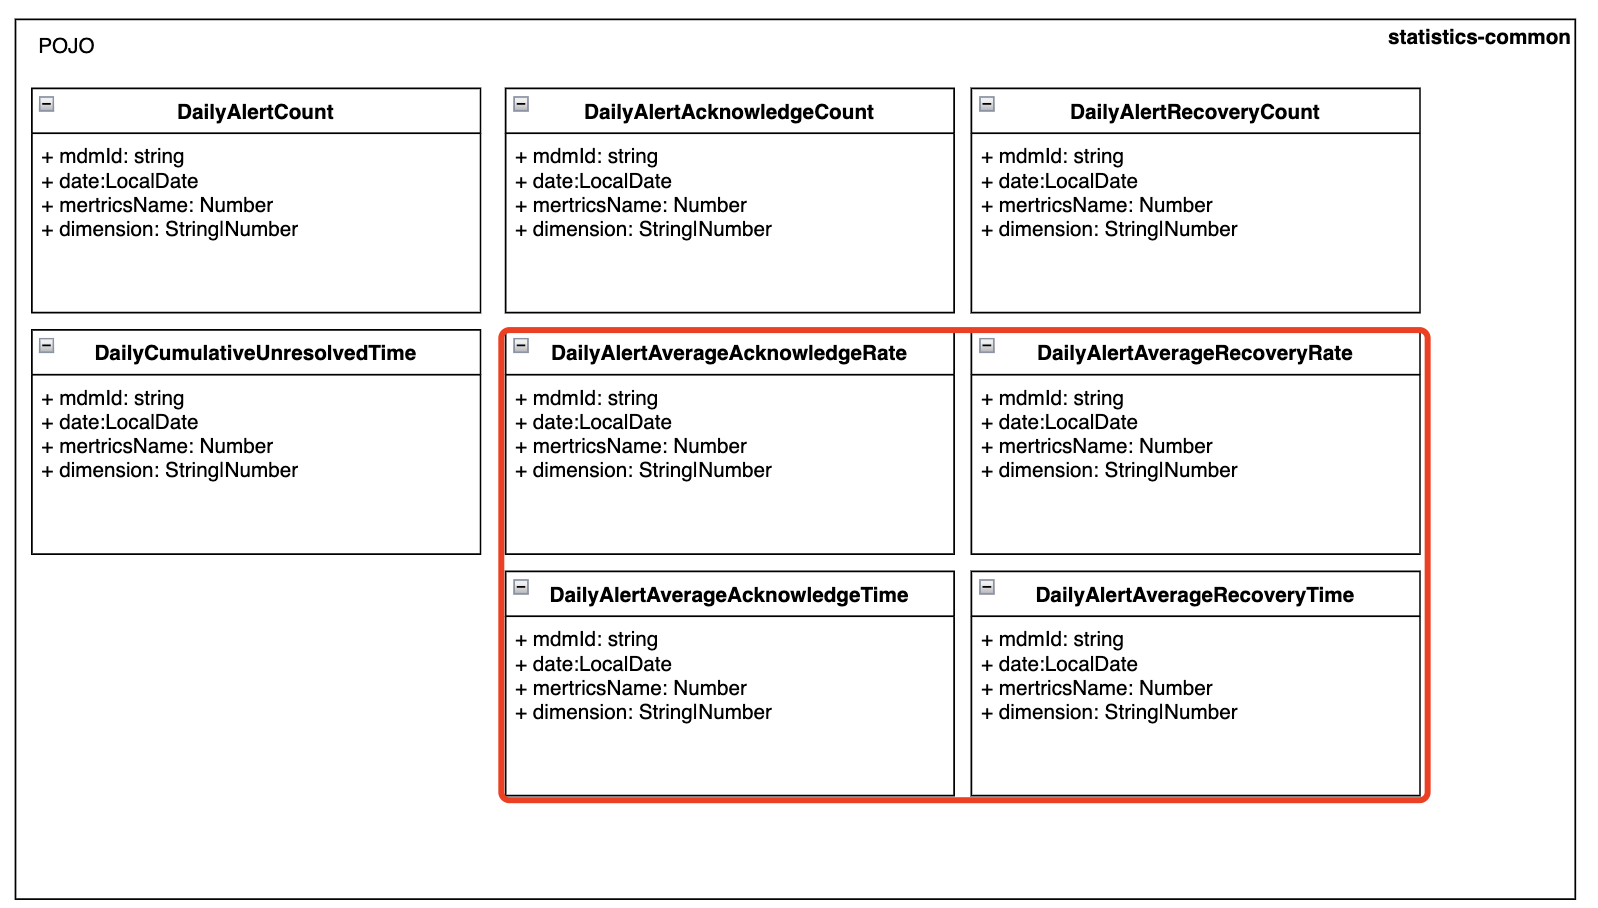 POJO
statistics-common
DailyAlertCount
+ mdmId: string
+ date:LocalDate
+ mertricsName: Number
+ dimension: String|Number
DailyAlertAcknowledgeCount
+ mdmId: string
+ date:LocalDate
+ mertricsName: Number
+ dimension: String|Number
DailyAlertRecoveryCount
+ mdmId: string
+ date:LocalDate
+ mertricsName: Number
+ dimension: String|Number
DailyCumulativeUnresolvedTime
+ mdmId: string
+ date:LocalDate
+ mertricsName: Number
+ dimension: String|Number
DailyAlertAverageAcknowledgeRate
+ mdmId: string
+ date:LocalDate
+ mertricsName: Number
+ dimension: String|Number
DailyAlertAverageRecoveryRate
+ mdmId: string
+ date:LocalDate
+ mertricsName: Number
+ dimension: String|Number
DailyAlertAverageAcknowledgeTime
+ mdmId: string
+ date:LocalDate
+ mertricsName: Number
+ dimension: String|Number
DailyAlertAverageRecoveryTime
+ mdmId: string
+ date:LocalDate
+ mertricsName: Number
+ dimension: String|Number